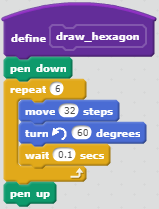 define draw_hexagon
pen down
repeat 6
move 32 steps
turn 60 degrees
wait 0.1 secs
pen up